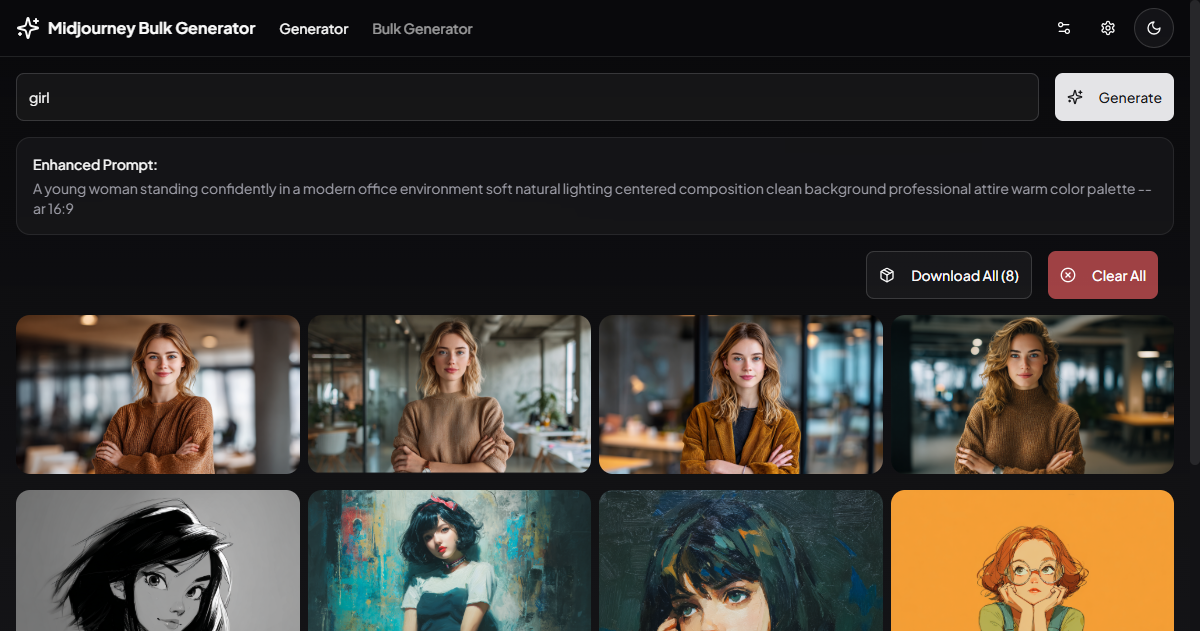 Midjourney Bulk Generator Generator Bulk Generator
girl
Generate
Enhanced Prompt:
A young woman standing confidently in a modern office environment soft natural lighting centered composition clean background professional attire warm color palette --
ar 16:9
Download All (8)
Clear All